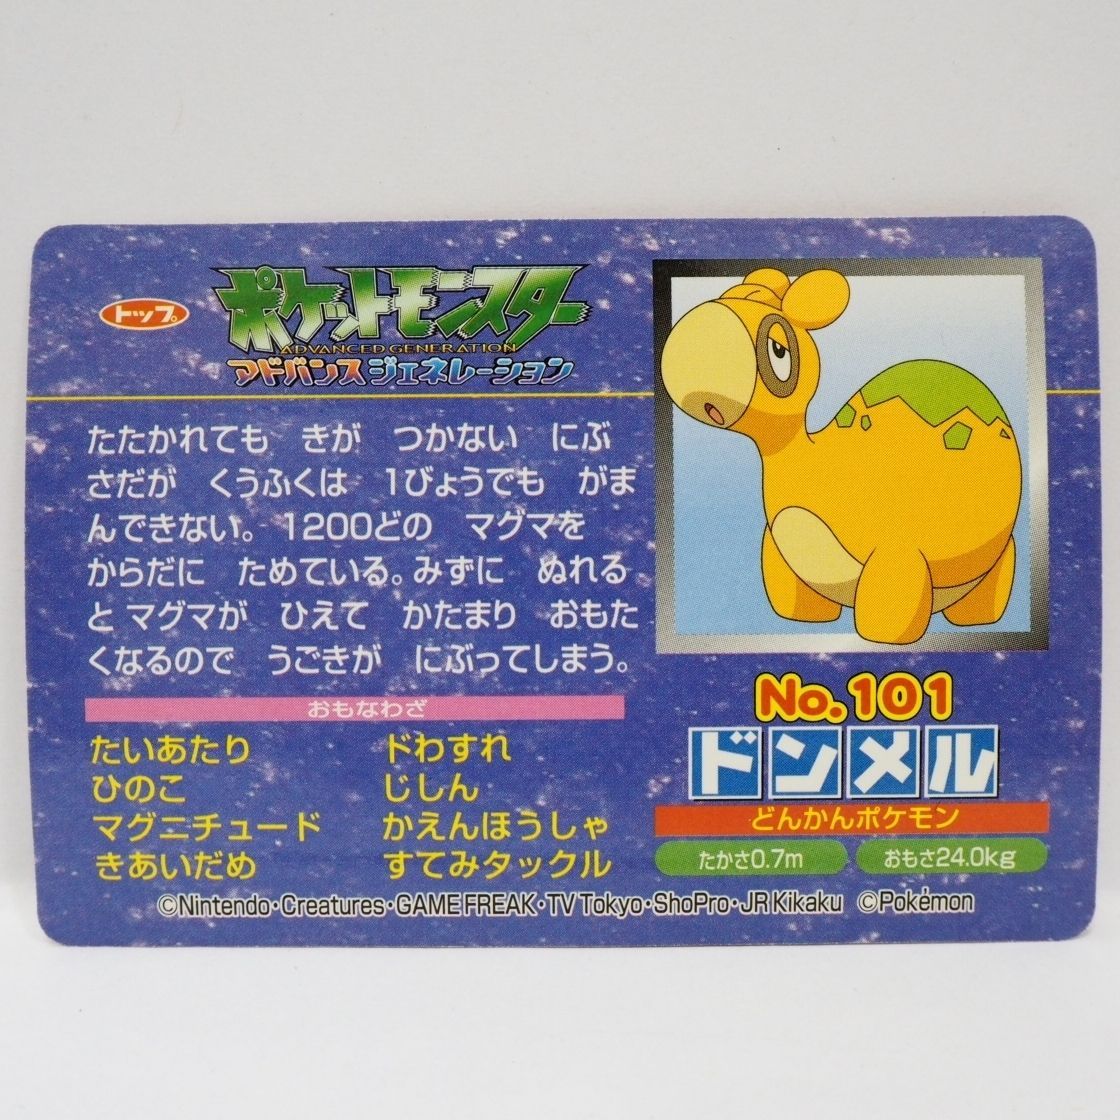 トップ
ポケットモンスター
ADVANCED GENERATION
アドバンスジェネレーション
たたかれても きが つかない にぶ
さだが くうふくは 1びょうでも がま
んできない。 1200どの マグマを
からだに ためている。みずに ぬれる
と マグマが ひえて かたまり おもた
くなるので うごきが にぶってしまう。
おもなわざ
たいあたり ドわすれ
ひのこ じしん
マグニチュード かえんほうしゃ
きあいだめ すてみタックル
No.101
ドンメル
どんかんポケモン
たかさ0.7m おもさ24.0kg
©Nintendo・Creatures・GAME FREAK・TV Tokyo・ShoPro・JR Kikaku ©Pokémon